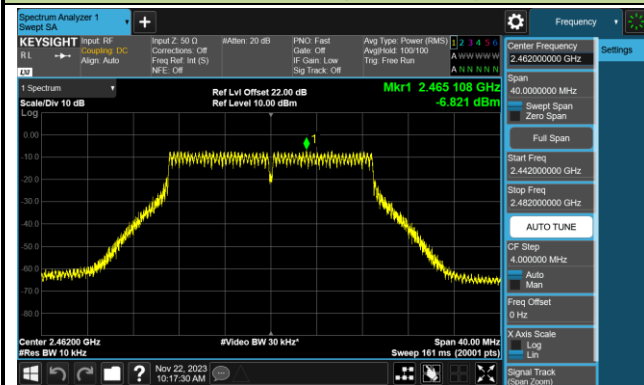 Spectrum Analyzer 1
Swept SA
Frequency
KEYSIGHT
RL
LXI
Input: RF
Coupling: DC
Align: Auto
Input Z: 50 Ω
Corrections: Off
Freq Ref: Int (S)
NFE: Off
#Atten: 20 dB
PNO: Fast
Gate: Off
IF Gain: Low
Sig Track: Off
Avg Type: Power (RMS)
Avg|Hold: 100/100
Trig: Free Run
1 2 3 4 5 6
A W W W W W
A N N N N N
Center Frequency
2.462000000 GHz
Settings
Span
40.0000000 MHz
Swept Span
Zero Span
Full Span
Start Freq
2.442000000 GHz
Stop Freq
2.482000000 GHz
AUTO TUNE
CF Step
4.000000 MHz
Auto
Man
Freq Offset
0 Hz
X Axis Scale
Log
Lin
Signal Track
(Span Zoom)
1 Spectrum
Scale/Div 10 dB
Log
Ref Lvl Offset 22.00 dB
Ref Level 10.00 dBm
Mkr1 2.465 108 GHz
-6.821 dBm
1
0.00
-10.0
-20.0
-30.0
-40.0
-50.0
-60.0
-70.0
-80.0
Center 2.46200 GHz
#Res BW 10 kHz
#Video BW 30 kHz*
Span 40.00 MHz
Sweep 161 ms (20001 pts)
?
Nov 22, 2023
10:17:30 AM